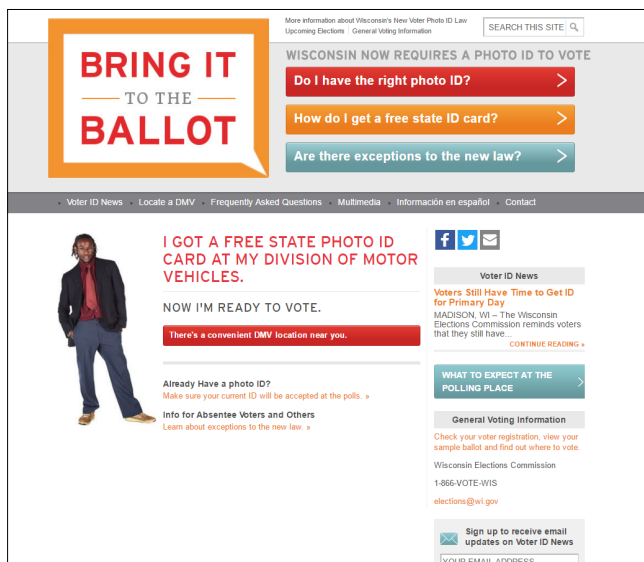 BRING IT
TO THE
BALLOT
More information about Wisconsin's New Voter Photo ID Law
Upcoming Elections | General Voting Information
SEARCH THIS SITE
WISCONSIN NOW REQUIRES A PHOTO ID TO VOTE
Do I have the right photo ID?
How do I get a free state ID card?
Are there exceptions to the new law?
• Voter ID News • Locate a DMV • Frequently Asked Questions • Multimedia • Información en español • Contact
I GOT A FREE STATE PHOTO ID
CARD AT MY DIVISION OF MOTOR
VEHICLES.
NOW I'M READY TO VOTE.
There's a convenient DMV location near you.
Already Have a photo ID?
Make sure your current ID will be accepted at the polls. »
Info for Absentee Voters and Others
Learn about exceptions to the new law. »
Voter ID News
Voters Still Have Time to Get ID
for Primary Day
MADISON, WI – The Wisconsin
Elections Commission reminds voters
that they still have...
CONTINUE READING »
WHAT TO EXPECT AT THE
POLLING PLACE
General Voting Information
Check your voter registration, view your
sample ballot and find out where to vote.
Wisconsin Elections Commission
1-866-VOTE-WIS
elections@wi.gov
Sign up to receive email
updates on Voter ID News
YOUR EMAIL ADDRESS